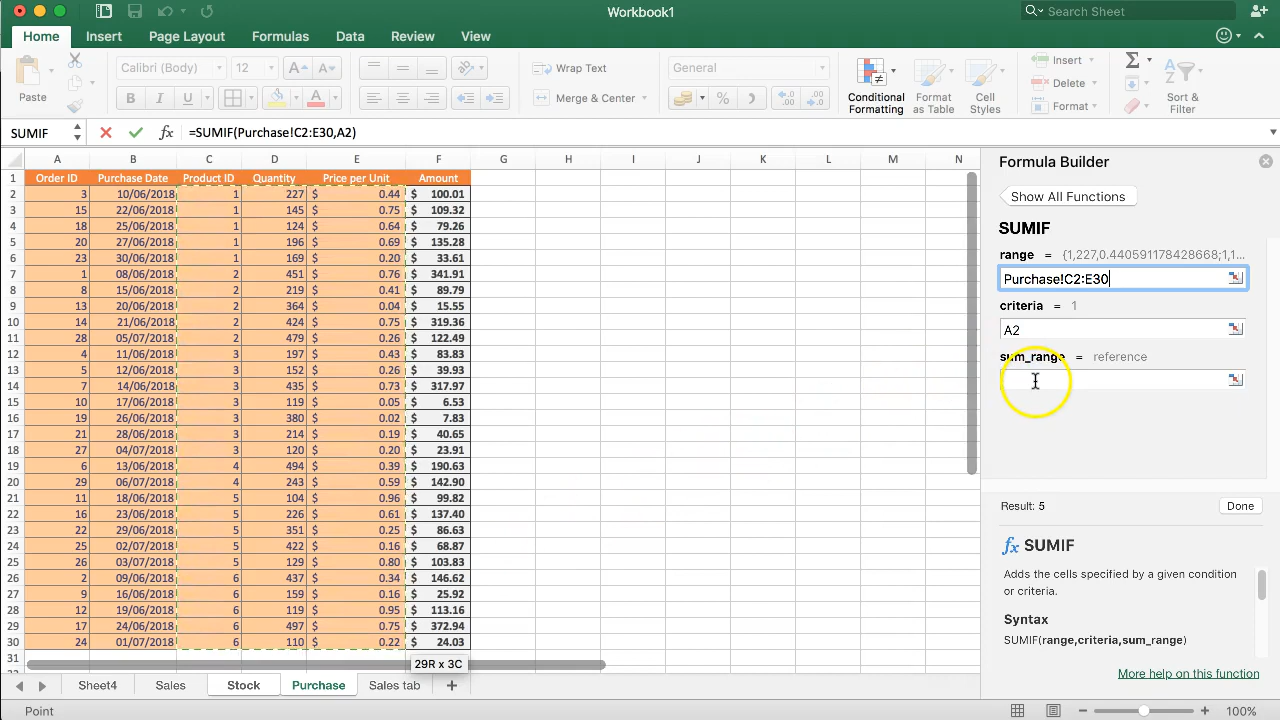 Workbook1
Search Sheet
Home Insert Page Layout Formulas Data Review View
Paste
Calibri (Body) 12
B I U
Wrap Text
Merge & Center
General
Conditional Formatting
Format as Table
Cell Styles
Insert
Delete
Format
Sort & Filter
SUMIF fx =SUMIF(Purchase!C2:E30,A2)
A B C D E F G H I J K L M N
1 Order ID Purchase Date Product ID Quantity Price per Unit Amount
2 3 10/06/2018 1 227 $ 0.44 $ 100.01
3 15 22/06/2018 1 145 $ 0.75 $ 109.32
4 18 25/06/2018 1 124 $ 0.64 $ 79.26
5 20 27/06/2018 1 196 $ 0.69 $ 135.28
6 23 30/06/2018 1 169 $ 0.20 $ 33.61
7 1 08/06/2018 2 451 $ 0.76 $ 341.91
8 8 15/06/2018 2 219 $ 0.41 $ 89.79
9 13 20/06/2018 2 364 $ 0.04 $ 15.55
10 14 21/06/2018 2 424 $ 0.75 $ 319.36
11 28 05/07/2018 2 479 $ 0.26 $ 122.49
12 4 11/06/2018 3 197 $ 0.43 $ 83.83
13 5 12/06/2018 3 152 $ 0.26 $ 39.93
14 7 14/06/2018 3 435 $ 0.73 $ 317.97
15 10 17/06/2018 3 119 $ 0.05 $ 6.53
16 19 26/06/2018 3 380 $ 0.02 $ 7.83
17 21 28/06/2018 3 214 $ 0.19 $ 40.65
18 27 04/07/2018 3 120 $ 0.20 $ 23.91
19 6 13/06/2018 4 494 $ 0.39 $ 190.63
20 29 06/07/2018 4 243 $ 0.59 $ 142.90
21 11 18/06/2018 5 104 $ 0.96 $ 99.82
22 16 23/06/2018 5 226 $ 0.61 $ 137.40
23 22 29/06/2018 5 351 $ 0.25 $ 86.63
24 25 02/07/2018 5 422 $ 0.16 $ 68.87
25 26 03/07/2018 5 129 $ 0.80 $ 103.83
26 2 09/06/2018 6 437 $ 0.34 $ 146.62
27 9 16/06/2018 6 159 $ 0.16 $ 25.92
28 12 19/06/2018 6 119 $ 0.95 $ 113.16
29 17 24/06/2018 6 497 $ 0.75 $ 372.94
30 24 01/07/2018 6 110 $ 0.22 $ 24.03
31
29R x 3C
Sheet4 Sales Stock Purchase Sales tab
Point
100%
Formula Builder
Show All Functions
SUMIF
range = {1,227,0.440591178428668;1,1...
Purchase!C2:E30
criteria = 1
A2
sum_range = reference
Result: 5
Done
fx SUMIF
Adds the cells specified by a given condition
or criteria.
Syntax
SUMIF(range,criteria,sum_range)
More help on this function